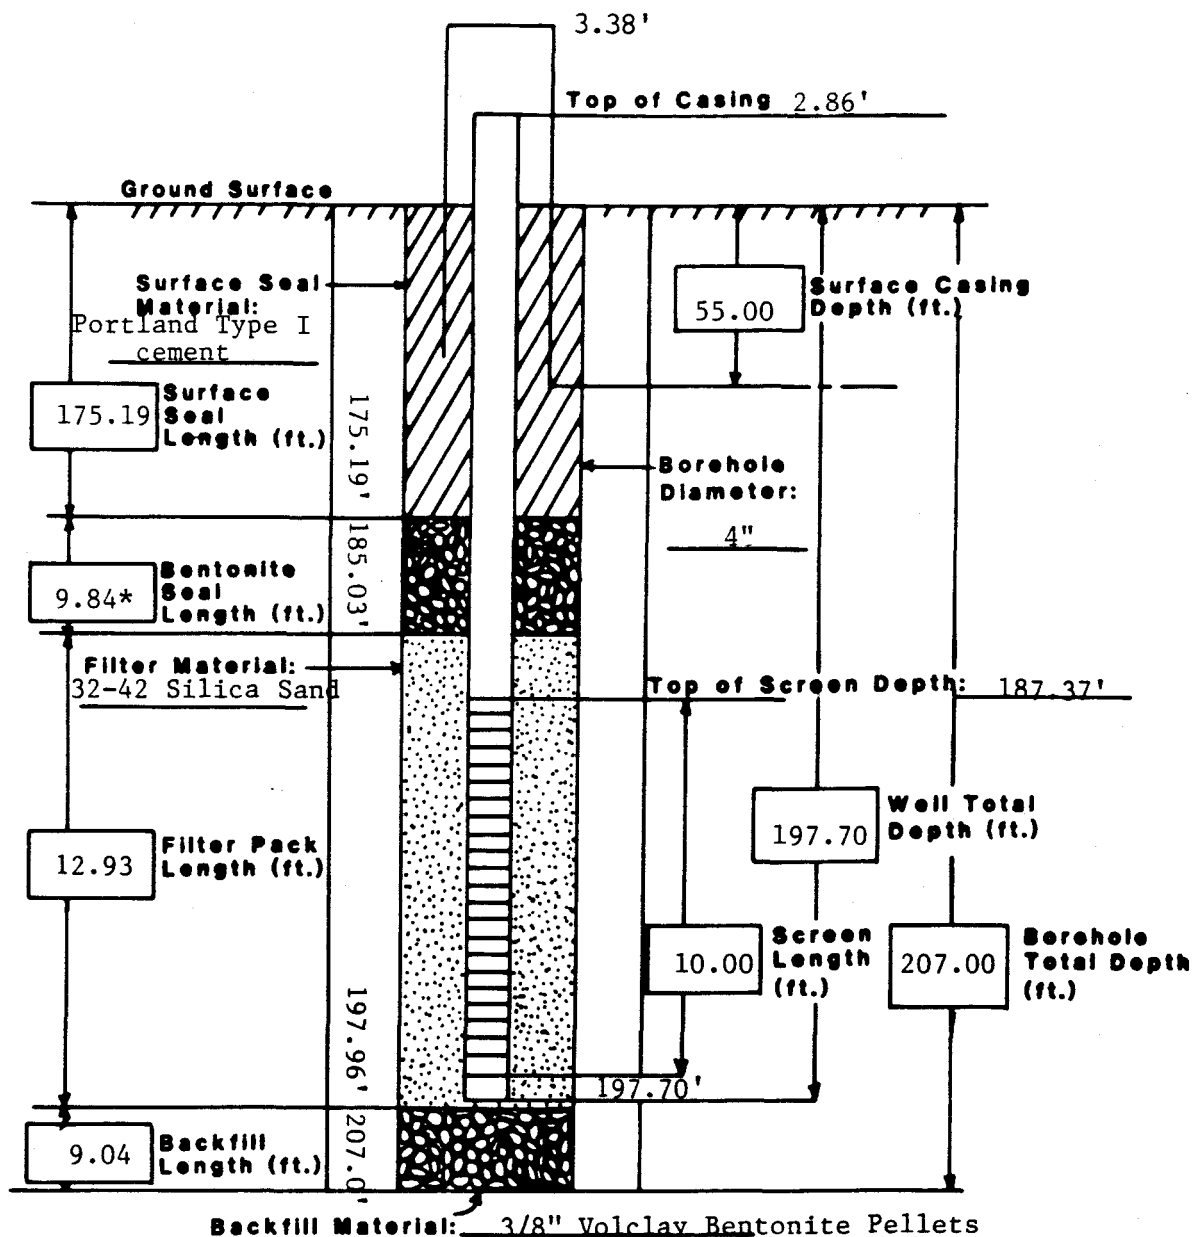 3.38'
Top of Casing 2.86'
Ground Surface
Surface Seal
Material:
Portland Type I
cement
55.00
Surface Casing
Depth (ft.)
175.19
Surface
Seal
Length (ft.)
175.19'
Borehole
Diameter:
4"
9.84*
Bentonite
Seal
Length (ft.)
185.03'
Filter Material:
32-42 Silica Sand
Top of Screen Depth: 187.37'
197.70
Well Total
Depth (ft.)
12.93
Filter Pack
Length (ft.)
10.00
Screen
Length
(ft.)
207.00
Borehole
Total Depth
(ft.)
197.96'
197.70'
9.04
Backfill
Length (ft.)
207.0'
Backfill Material: 3/8" Volclay Bentonite Pellets